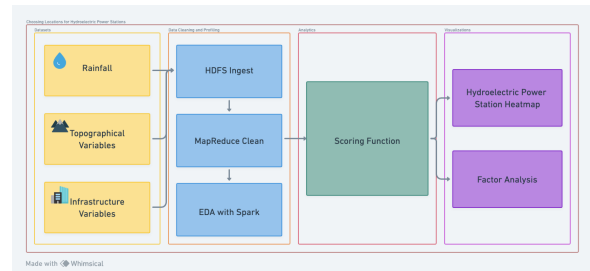 Choosing Locations for Hydroelectric Power Stations
Datasets
Data Cleaning and Profiling
Analytics
Visualisations
Rainfall
Topographical
Variables
Infrastructure
Variables
HDFS Ingest
MapReduce Clean
EDA with Spark
Scoring Function
Hydroelectric Power
Station Heatmap
Factor Analysis
Made with Whimsical